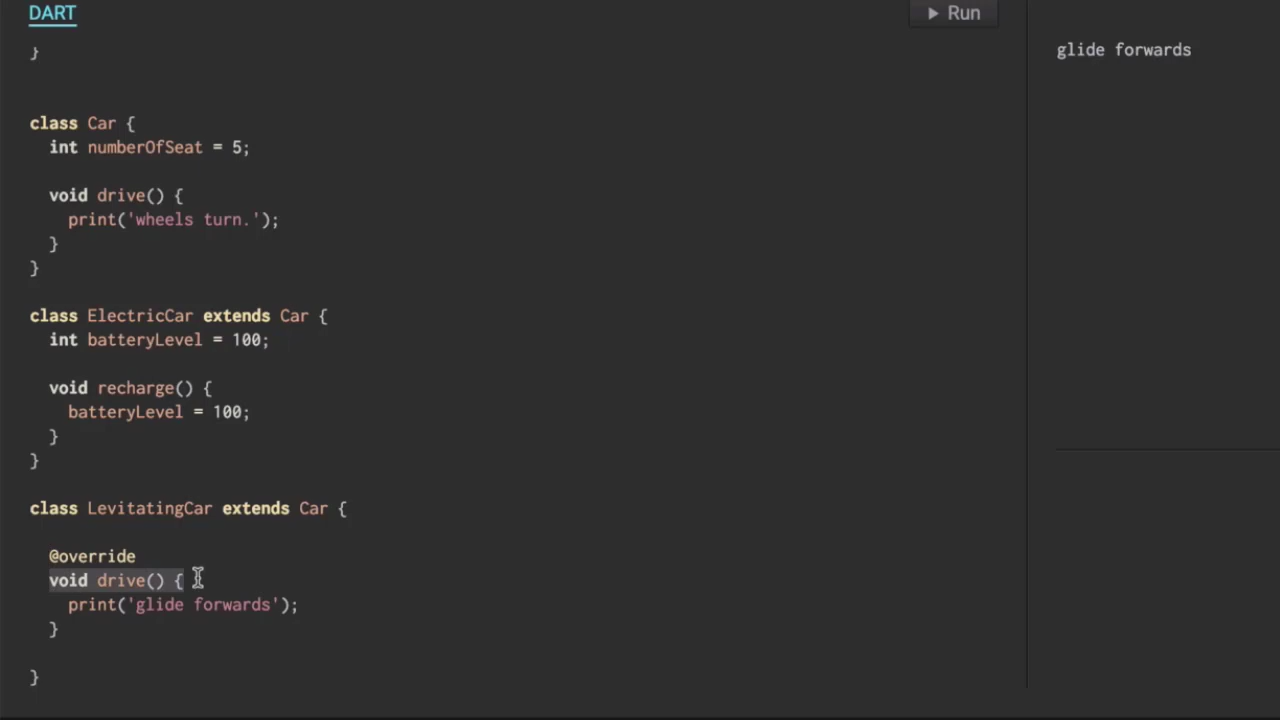 DART
Run
}
glide forwards
class Car {
int numberOfSeat = 5;
void drive() {
print('wheels turn.');
}
}
class ElectricCar extends Car {
int batteryLevel = 100;
void recharge() {
batteryLevel = 100;
}
}
class LevitatingCar extends Car {
@override
void drive() {
print('glide forwards');
}
}